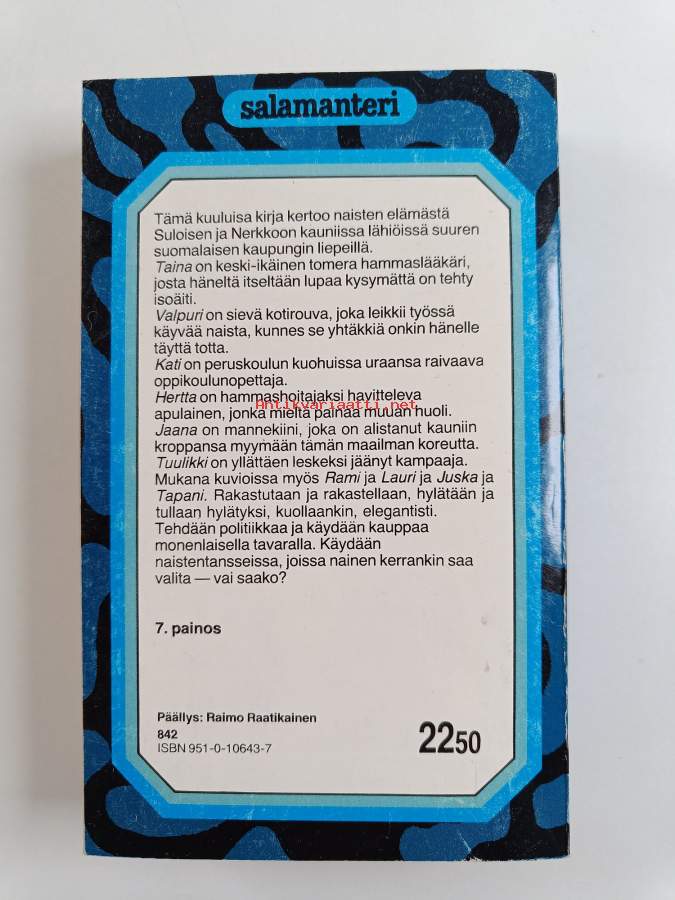 salamanteri
Tämä kuuluisa kirja kertoo naisten elämästä
Suloisen ja Nerkkoon kauniissa lähiöissä suuren
suomalaisen kaupungin liepeillä.
Taina on keski-ikäinen tomera hammaslääkäri,
josta häneltä itseltään lupaa kysymättä on tehty
isoäiti.
Valpuri on sievä kotirouva, joka leikkii työssä
käyvää naista, kunnes se yhtäkkiä onkin hänelle
täyttä totta.
Kati on peruskoulun kuohuissa uraansa raivaava
oppikoulunopettaja.
Hertta on hammashoitajaksi havitteleva
Antikvariaatti.net
apulainen, jonka mieltä painaa muuan huoli.
Jaana on mannekiini, joka on alistanut kauniin
kroppansa myymään tämän maailman koreutta.
Tuulikki on yllättäen leskeksi jäänyt kampaaja.
Mukana kuvioissa myös Rami ja Lauri ja Juska ja
Tapani. Rakastutaan ja rakastellaan, hylätään ja
tullaan hylätyksi, kuollaankin, elegantisti.
Tehdään politiikkaa ja käydään kauppaa
monenlaisella tavaralla. Käydään
naistentansseissa, joissa nainen kerrankin saa
valita — vai saako?
7. painos
Päällys: Raimo Raatikainen
842
ISBN 951-0-10643-7
2250